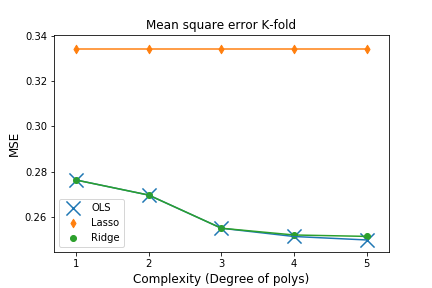 Mean square error K-fold
MSE
0.34
0.32
0.30
0.28
0.26
OLS
Lasso
Ridge
1 2 3 4 5
Complexity (Degree of polys)